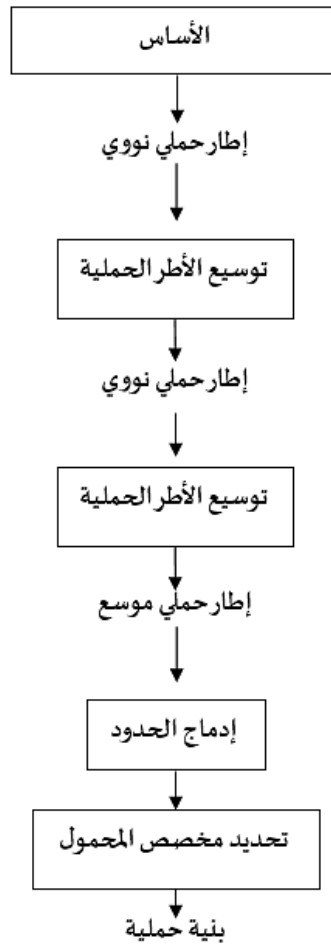 الأساس
إطار حملي نووي
توسيع الأطر الحملية
إطار حملي نووي
توسيع الأطر الحملية
إطار حملي موسع
إدماج الحدود
تحديد مخصص المحمول
بنية حملية